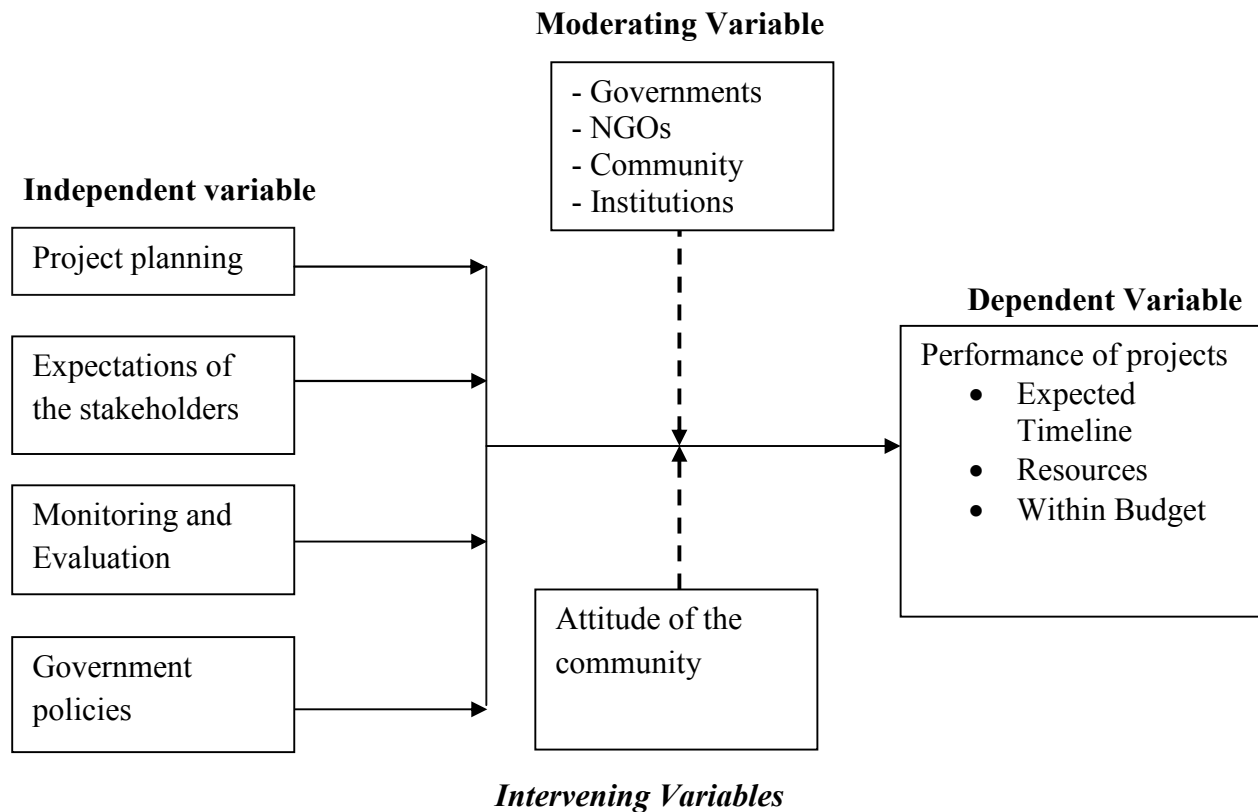 Moderating Variable
- Governments
- NGOs
- Community
- Institutions
Independent variable
Project planning
Expectations of
the stakeholders
Monitoring and
Evaluation
Government
policies
Dependent Variable
Performance of projects
• Expected
Timeline
• Resources
• Within Budget
Attitude of the
community
Intervening Variables